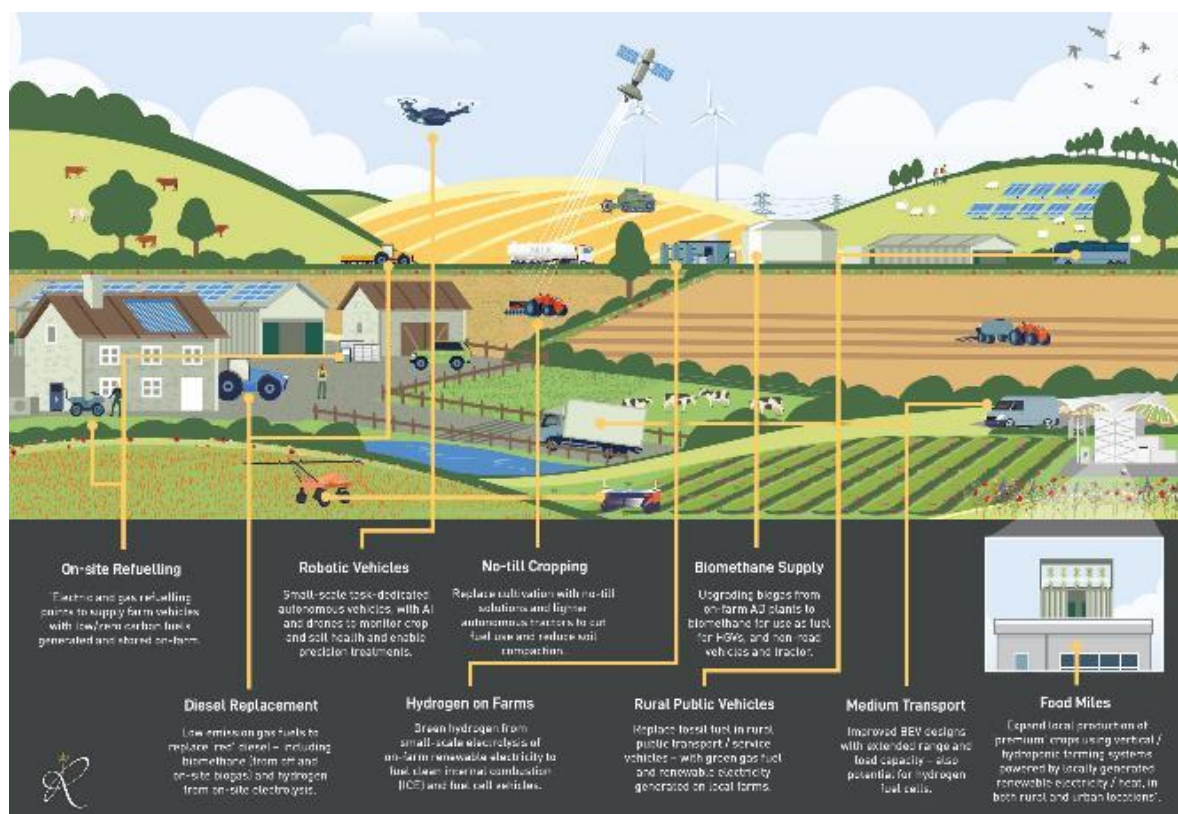 On-site Refuelling
'Electric and gas refuelling
points to supply farm vehicles
with low/zero carbon fuels
generated and stored on-farm.
Robotic Vehicles
Small-scale task-dedicated
autonomous vehicles, with AI
and drones to monitor crop
and soil health and enable
precision treatments.
No-till Cropping
Replace cultivation with no-till
solutions and lighter
autonomous tractors to cut
fuel use and reduce soil
compaction.
Biomethane Supply
Upgrading biogas from
on-farm AD plants to
biomethane for use as fuel
for HGVs, and non-road
vehicles and tractor.
Diesel Replacement
Low emission gas fuels to
replace 'red' diesel – including
biomethane (from off and
on-site biogas) and hydrogen
from on-site electrolysis.
Hydrogen on Farms
Green hydrogen from
small-scale electrolysis of
on-farm renewable electricity to
fuel clean internal combustion
(ICE) and fuel cell vehicles.
Rural Public Vehicles
Replace fossil fuel in rural
public transport / service
vehicles – with green gas fuel
and renewable electricity
generated on local farms.
Medium Transport
Improved BEV designs
with extended range and
load capacity – also
potential for hydrogen
fuel cells.
Food Miles
Expand local production of
'premium' crops using vertical /
hydroponic farming systems
powered by locally generated
renewable electricity / heat, in
both rural and urban locations'.